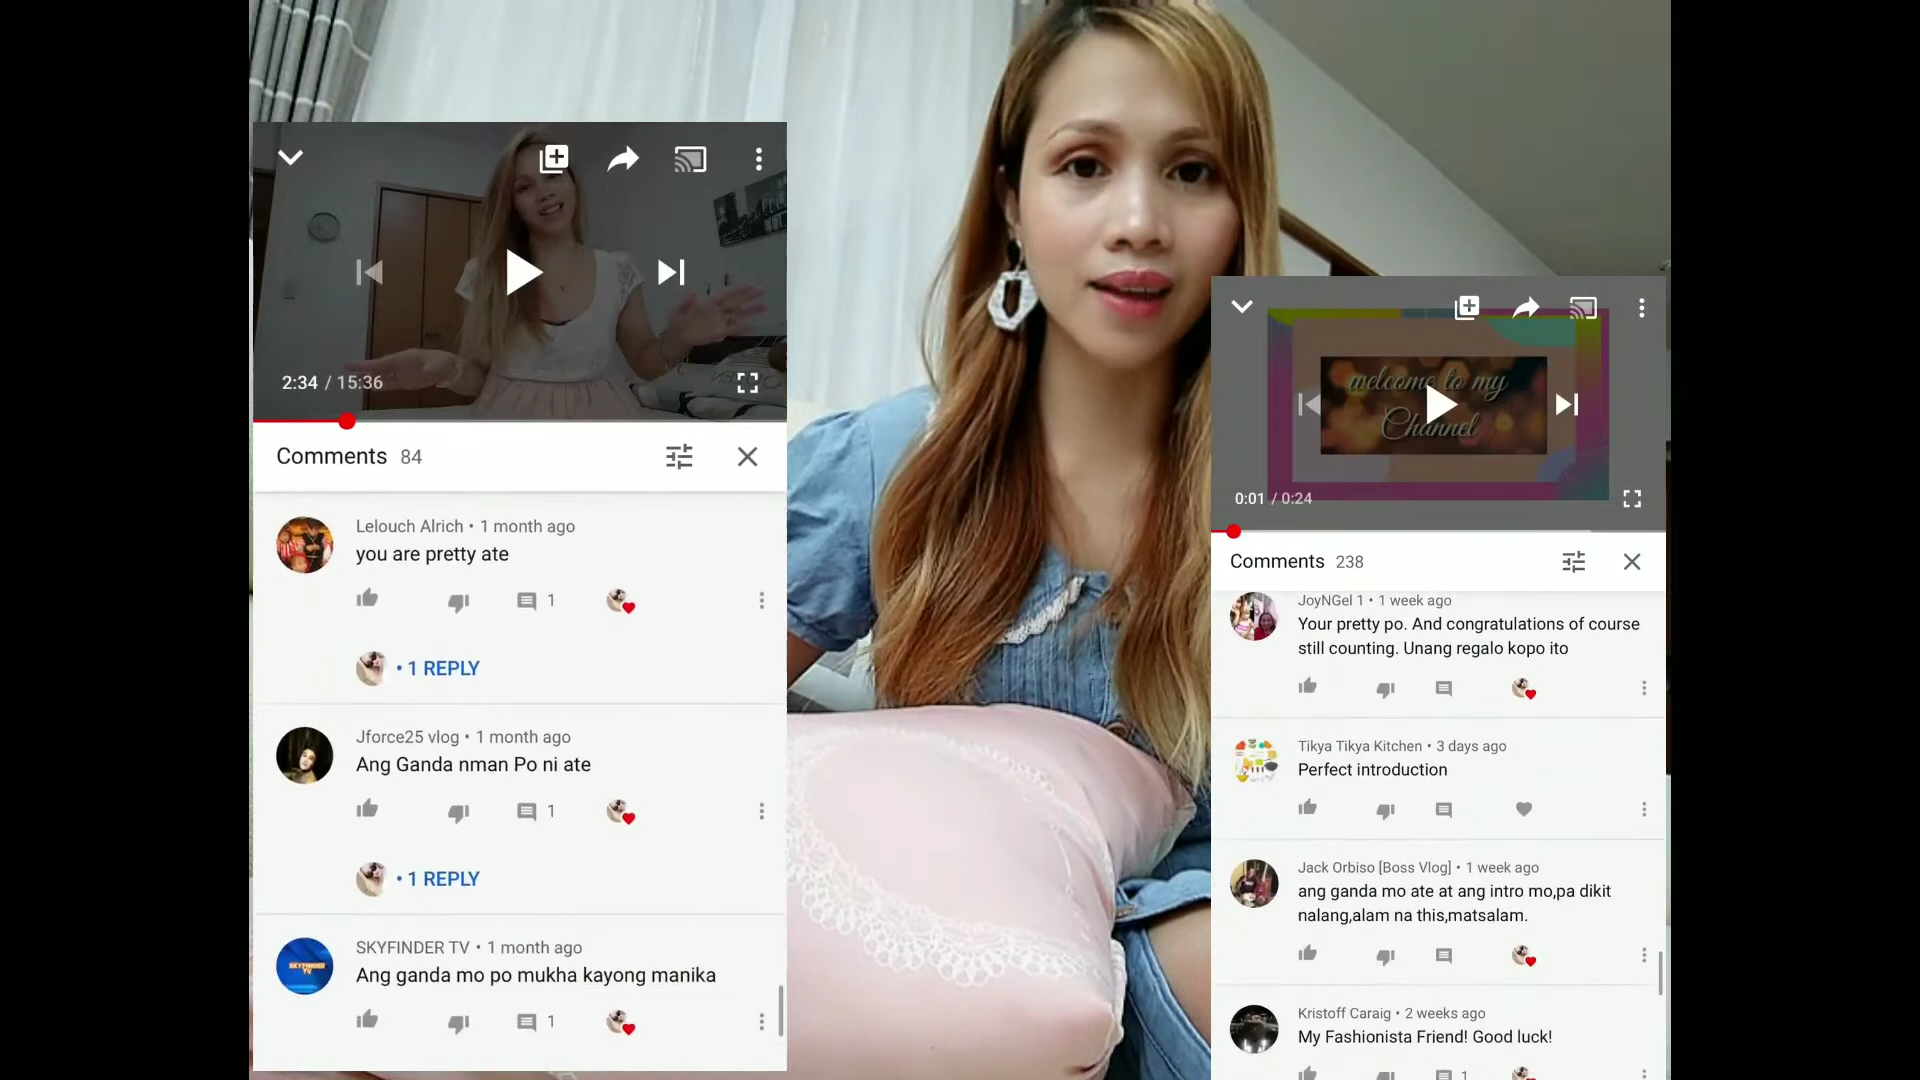 2:34 / 15:36
Comments 84
Lelouch Alrich • 1 month ago
you are pretty ate
1
• 1 REPLY
Jforce25 vlog • 1 month ago
Ang Ganda nman Po ni ate
1
• 1 REPLY
SKYFINDER TV
SKYFINDER TV • 1 month ago
Ang ganda mo po mukha kayong manika
1
welcome to my
Channel
0:01 / 0:24
Comments 238
JoyNGel 1 • 1 week ago
Your pretty po. And congratulations of course
still counting. Unang regalo kopo ito
Tikya Tikya Kitchen • 3 days ago
Perfect introduction
Jack Orbiso [Boss Vlog] • 1 week ago
ang ganda mo ate at ang intro mo,pa dikit
nalang,alam na this,matsalam.
Kristoff Caraig • 2 weeks ago
My Fashionista Friend! Good luck!
1